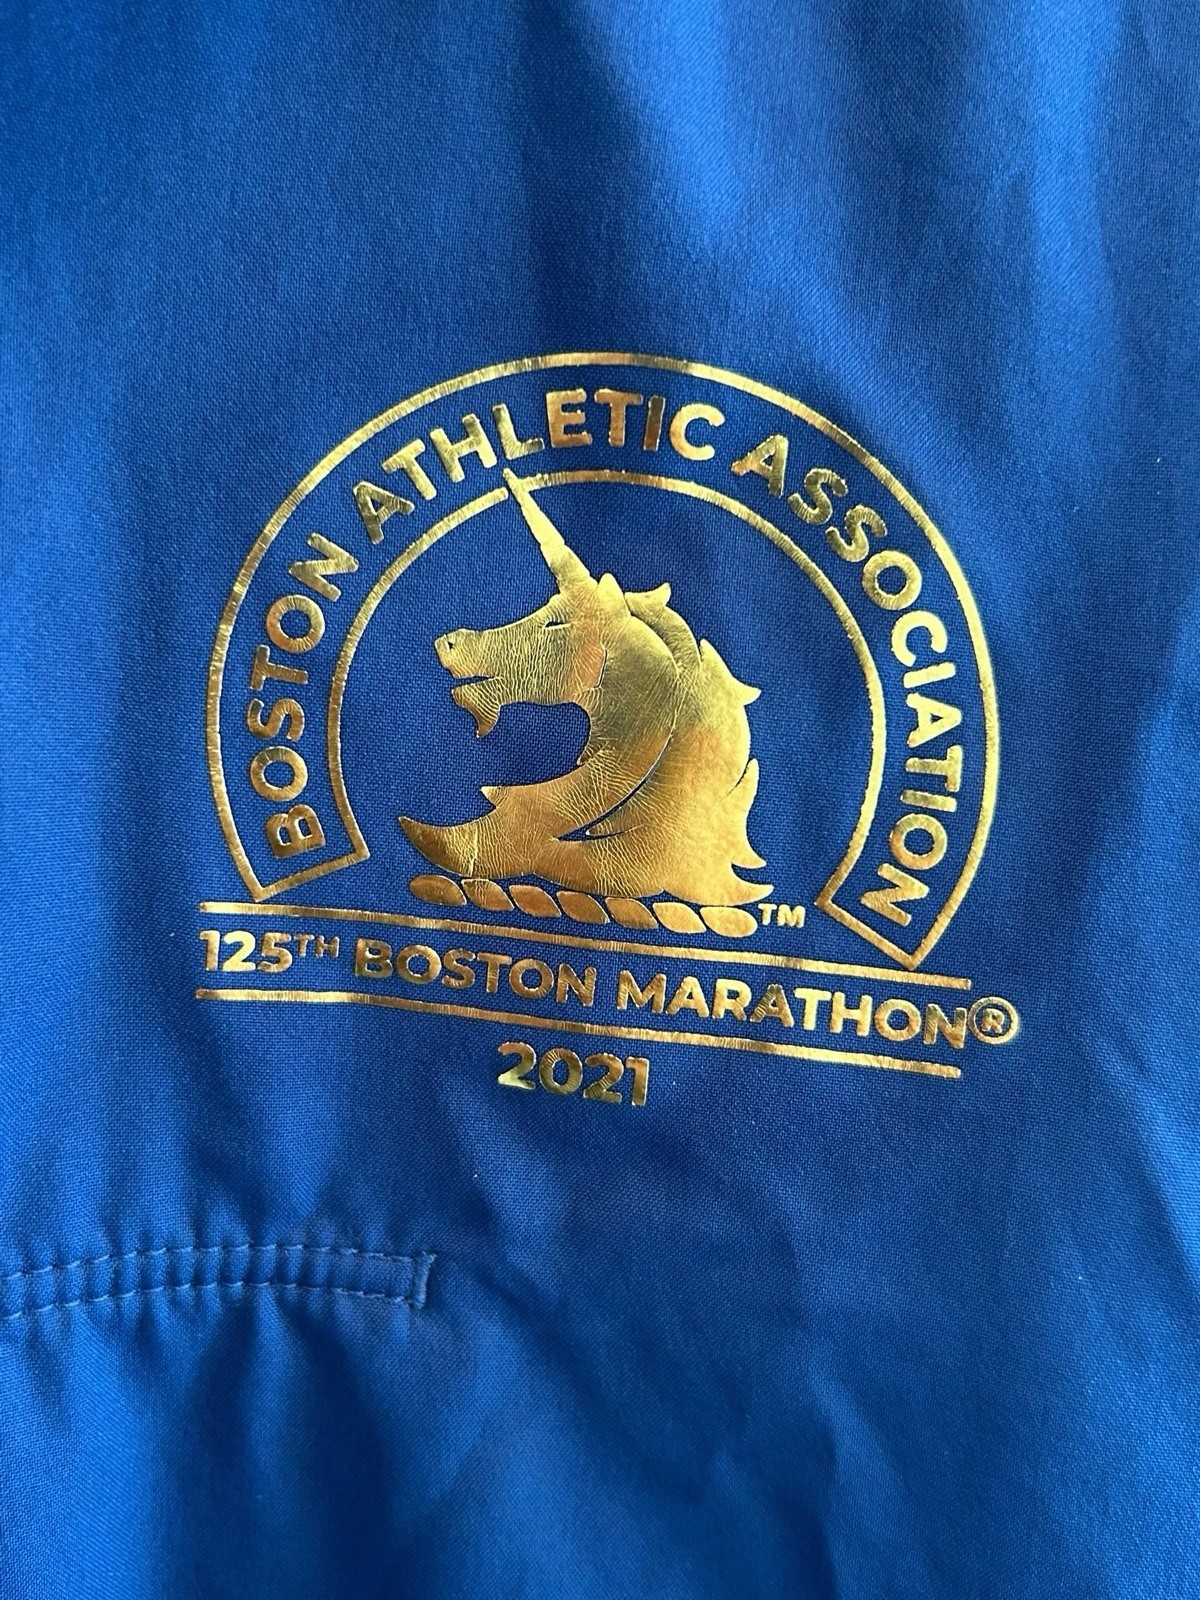 BOSTON ATHLETIC ASSOCIATION
TM
125TH BOSTON MARATHON®
2021